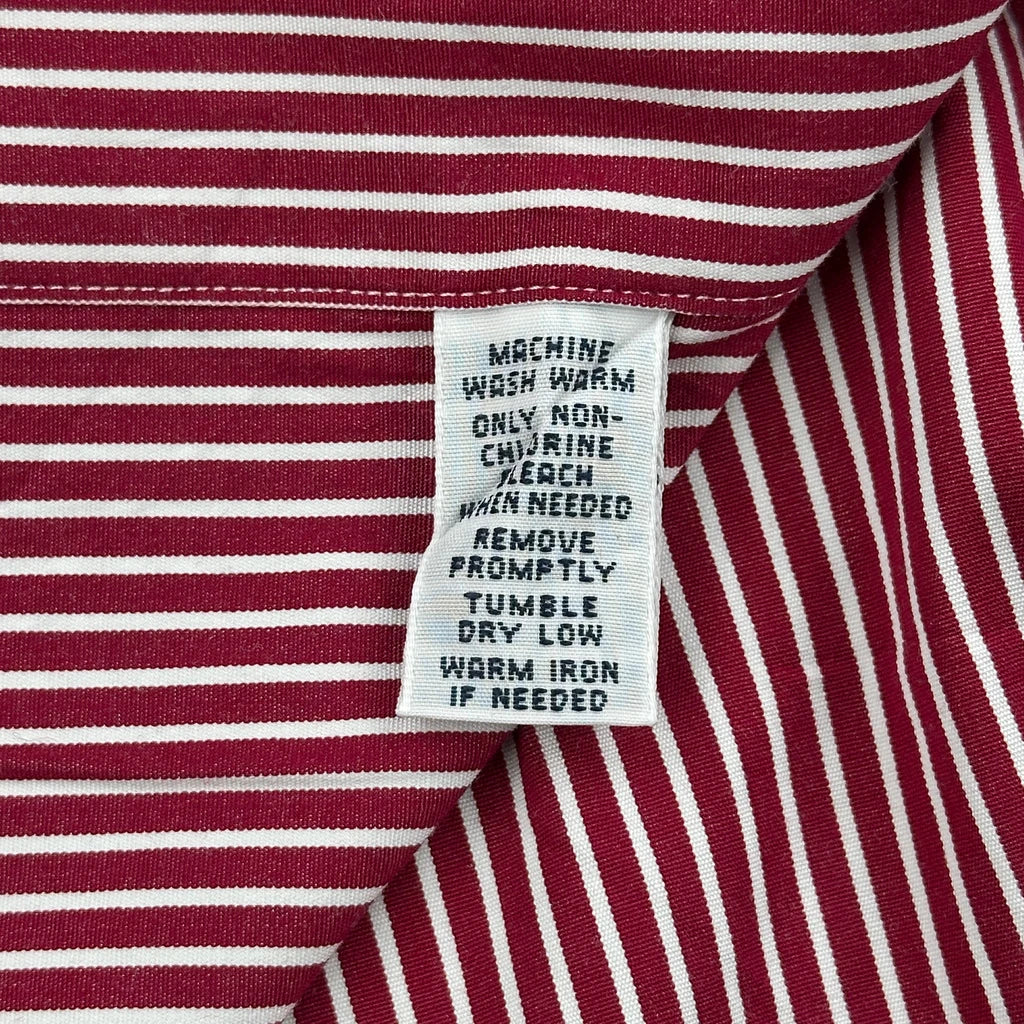 MACHINE
WASH WARM
ONLY NON-
CHLORINE
BLEACH
WHEN NEEDED
REMOVE
PROMPTLY
TUMBLE
DRY LOW
WARM IRON
IF NEEDED